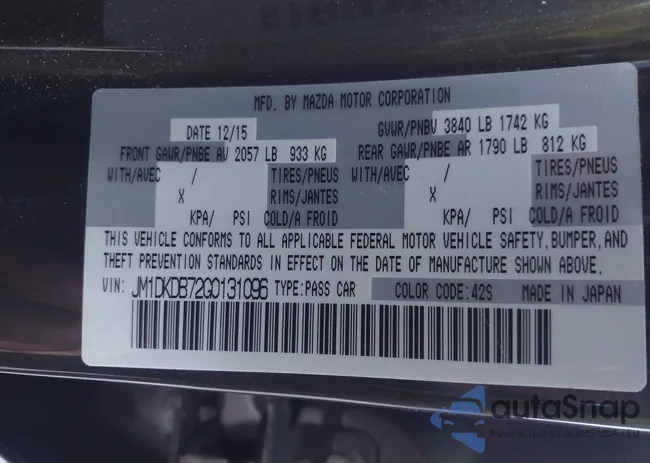 MFD. BY MAZDA MOTOR CORPORATION
DATE 12/15 GVWR/PNBV 3840 LB 1742 KG
FRONT GAWR/PNBE AV 2057 LB 933 KG REAR GAWR/PNBE AR 1790 LB 812 KG
WITH/AVEC / TIRES/PNEUS WITH/AVEC / TIRES/PNEUS
X RIMS/JANTES X RIMS/JANTES
KPA/ PSI COLD/A FROID KPA/ PSI COLD/A FROID
THIS VEHICLE CONFORMS TO ALL APPLICABLE FEDERAL MOTOR VEHICLE SAFETY, BUMPER, AND
THEFT PREVENTION STANDARDS IN EFFECT ON THE DATE OF MANUFACTURE SHOWN ABOVE.
VIN: JM1DKDB72G0131096 TYPE:PASS CAR COLOR CODE:42S MADE IN JAPAN
autoSnap